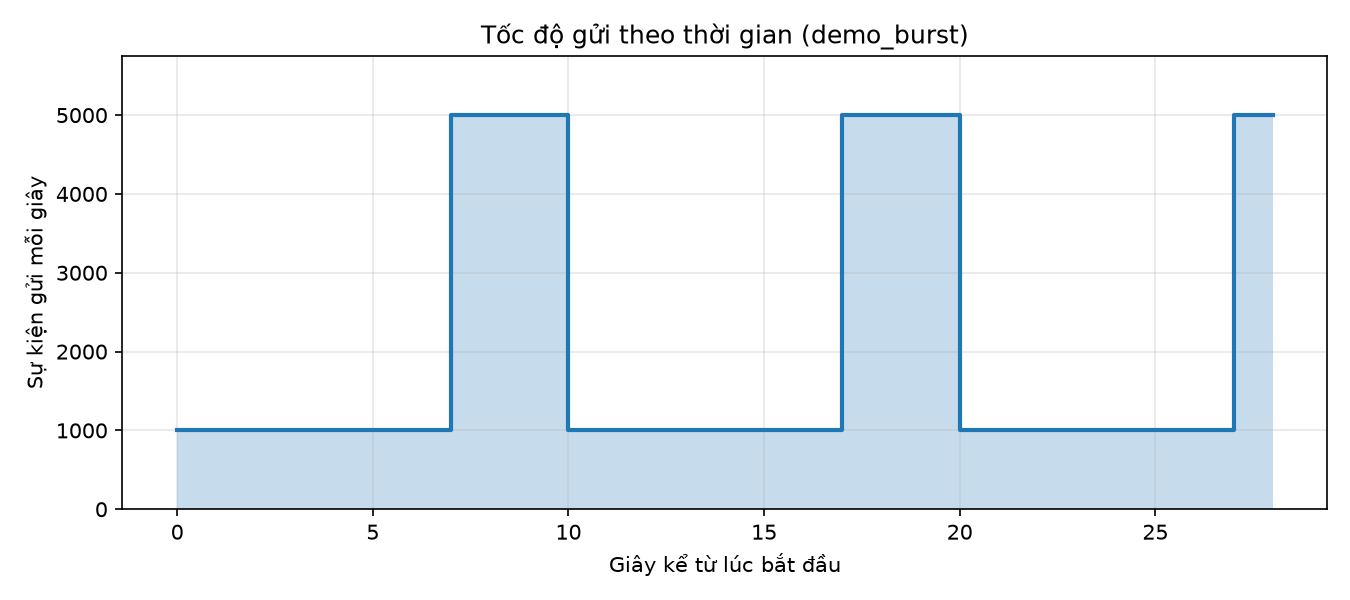 Tốc độ gửi theo thời gian (demo_burst)
Sự kiện gửi mỗi giây
5000
4000
3000
2000
1000
0
0 5 10 15 20 25
Giây kể từ lúc bắt đầu